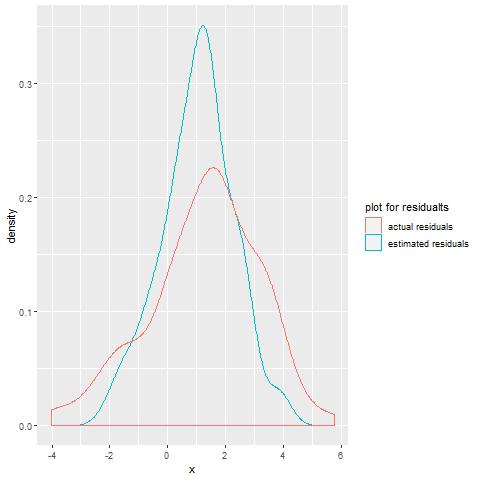 0.3
0.2
0.1
0.0
density
-4
-2
0
2
4
6
x
plot for residualts
actual residuals
estimated residuals